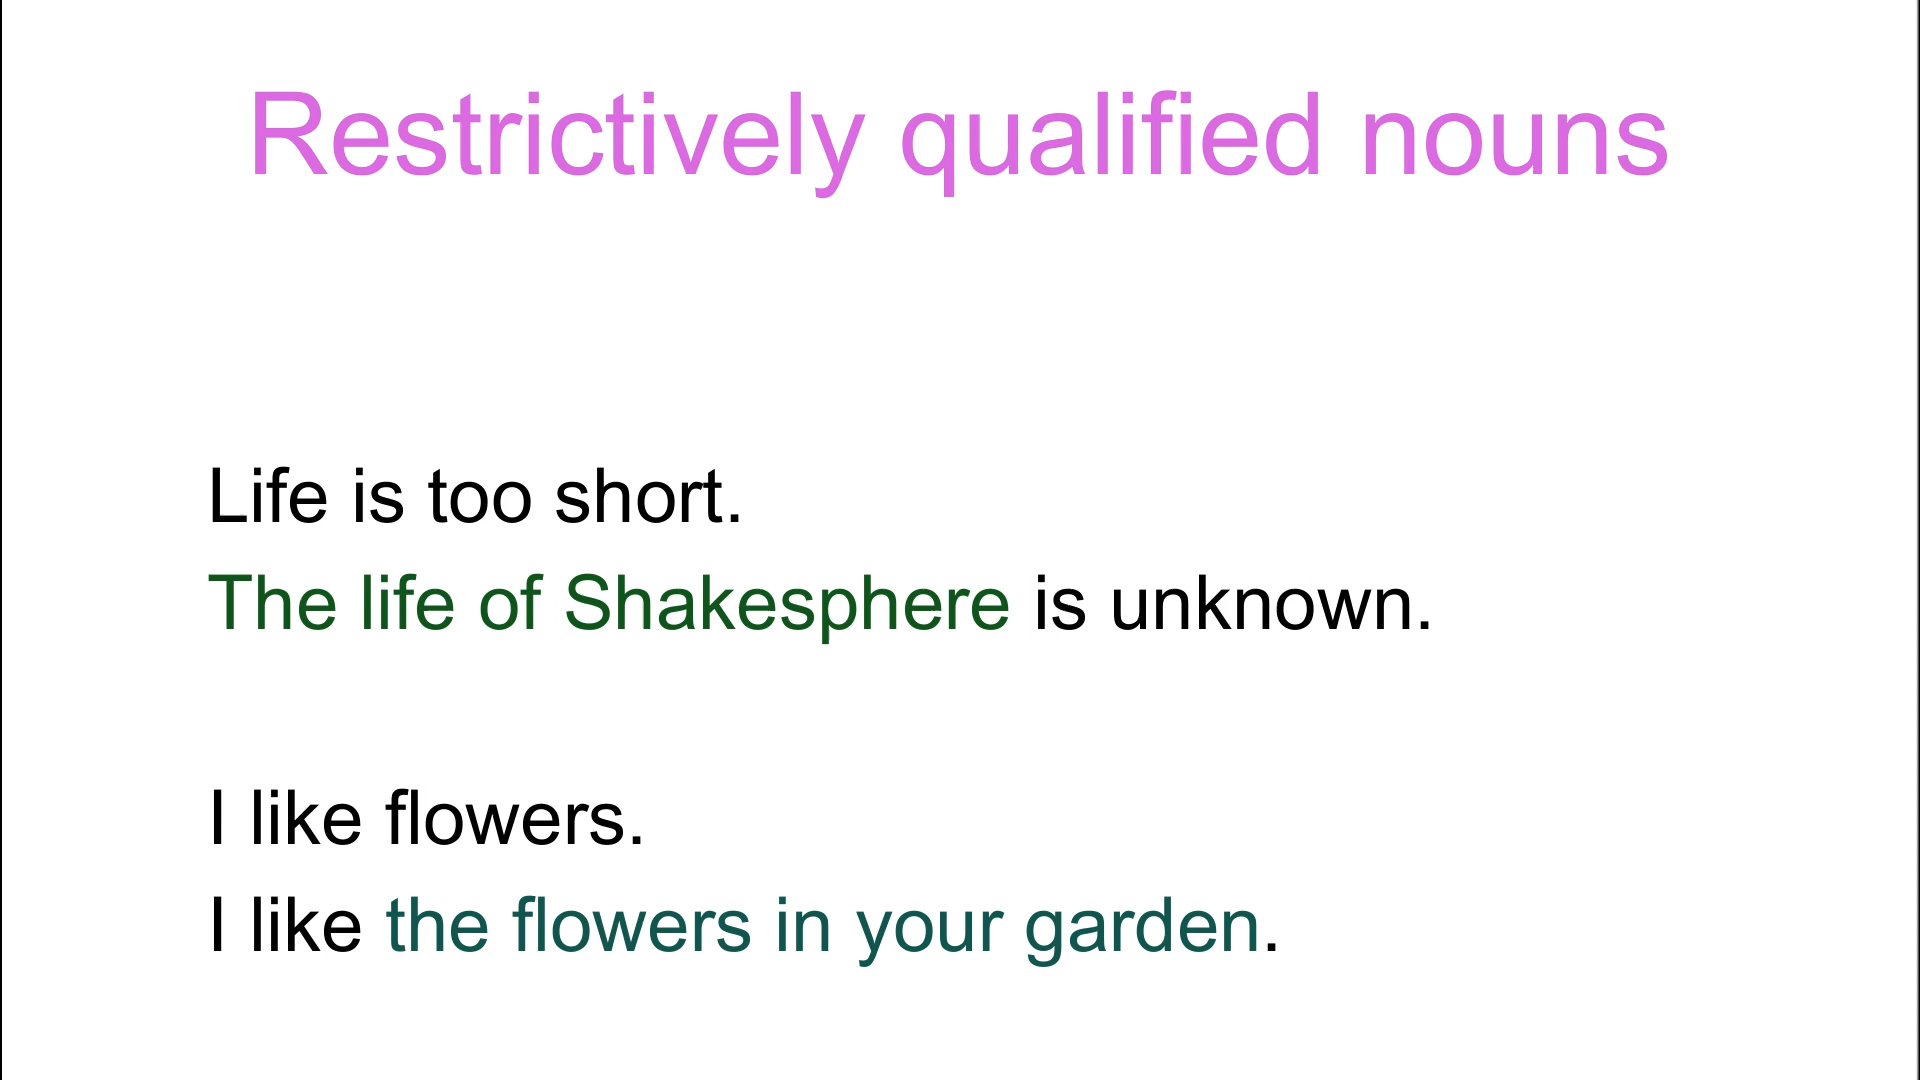 Restrictively qualified nouns
Life is too short.
The life of Shakesphere is unknown.
I like flowers.
I like the flowers in your garden.